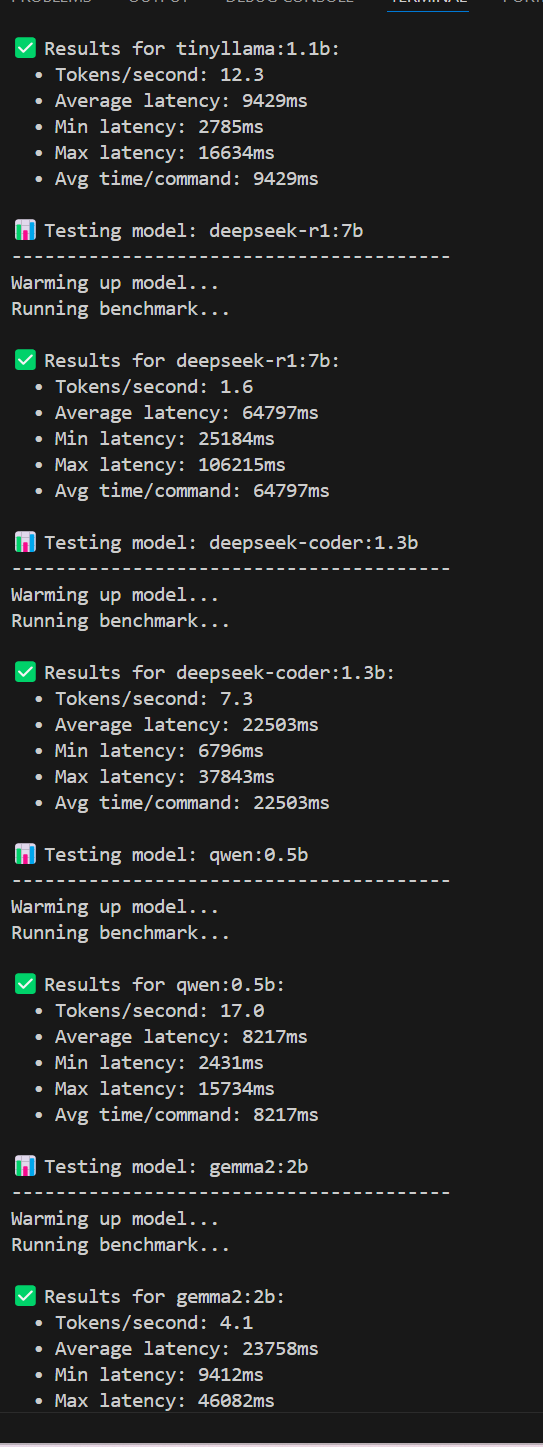 PROBLEMS OUTPUT DEBUG CONSOLE TERMINAL
✅ Results for tinyllama:1.1b:
• Tokens/second: 12.3
• Average latency: 9429ms
• Min latency: 2785ms
• Max latency: 16634ms
• Avg time/command: 9429ms
📊 Testing model: deepseek-r1:7b
----------------------------------------
Warming up model...
Running benchmark...
✅ Results for deepseek-r1:7b:
• Tokens/second: 1.6
• Average latency: 64797ms
• Min latency: 25184ms
• Max latency: 106215ms
• Avg time/command: 64797ms
📊 Testing model: deepseek-coder:1.3b
----------------------------------------
Warming up model...
Running benchmark...
✅ Results for deepseek-coder:1.3b:
• Tokens/second: 7.3
• Average latency: 22503ms
• Min latency: 6796ms
• Max latency: 37843ms
• Avg time/command: 22503ms
📊 Testing model: qwen:0.5b
----------------------------------------
Warming up model...
Running benchmark...
✅ Results for qwen:0.5b:
• Tokens/second: 17.0
• Average latency: 8217ms
• Min latency: 2431ms
• Max latency: 15734ms
• Avg time/command: 8217ms
📊 Testing model: gemma2:2b
----------------------------------------
Warming up model...
Running benchmark...
✅ Results for gemma2:2b:
• Tokens/second: 4.1
• Average latency: 23758ms
• Min latency: 9412ms
• Max latency: 46082ms